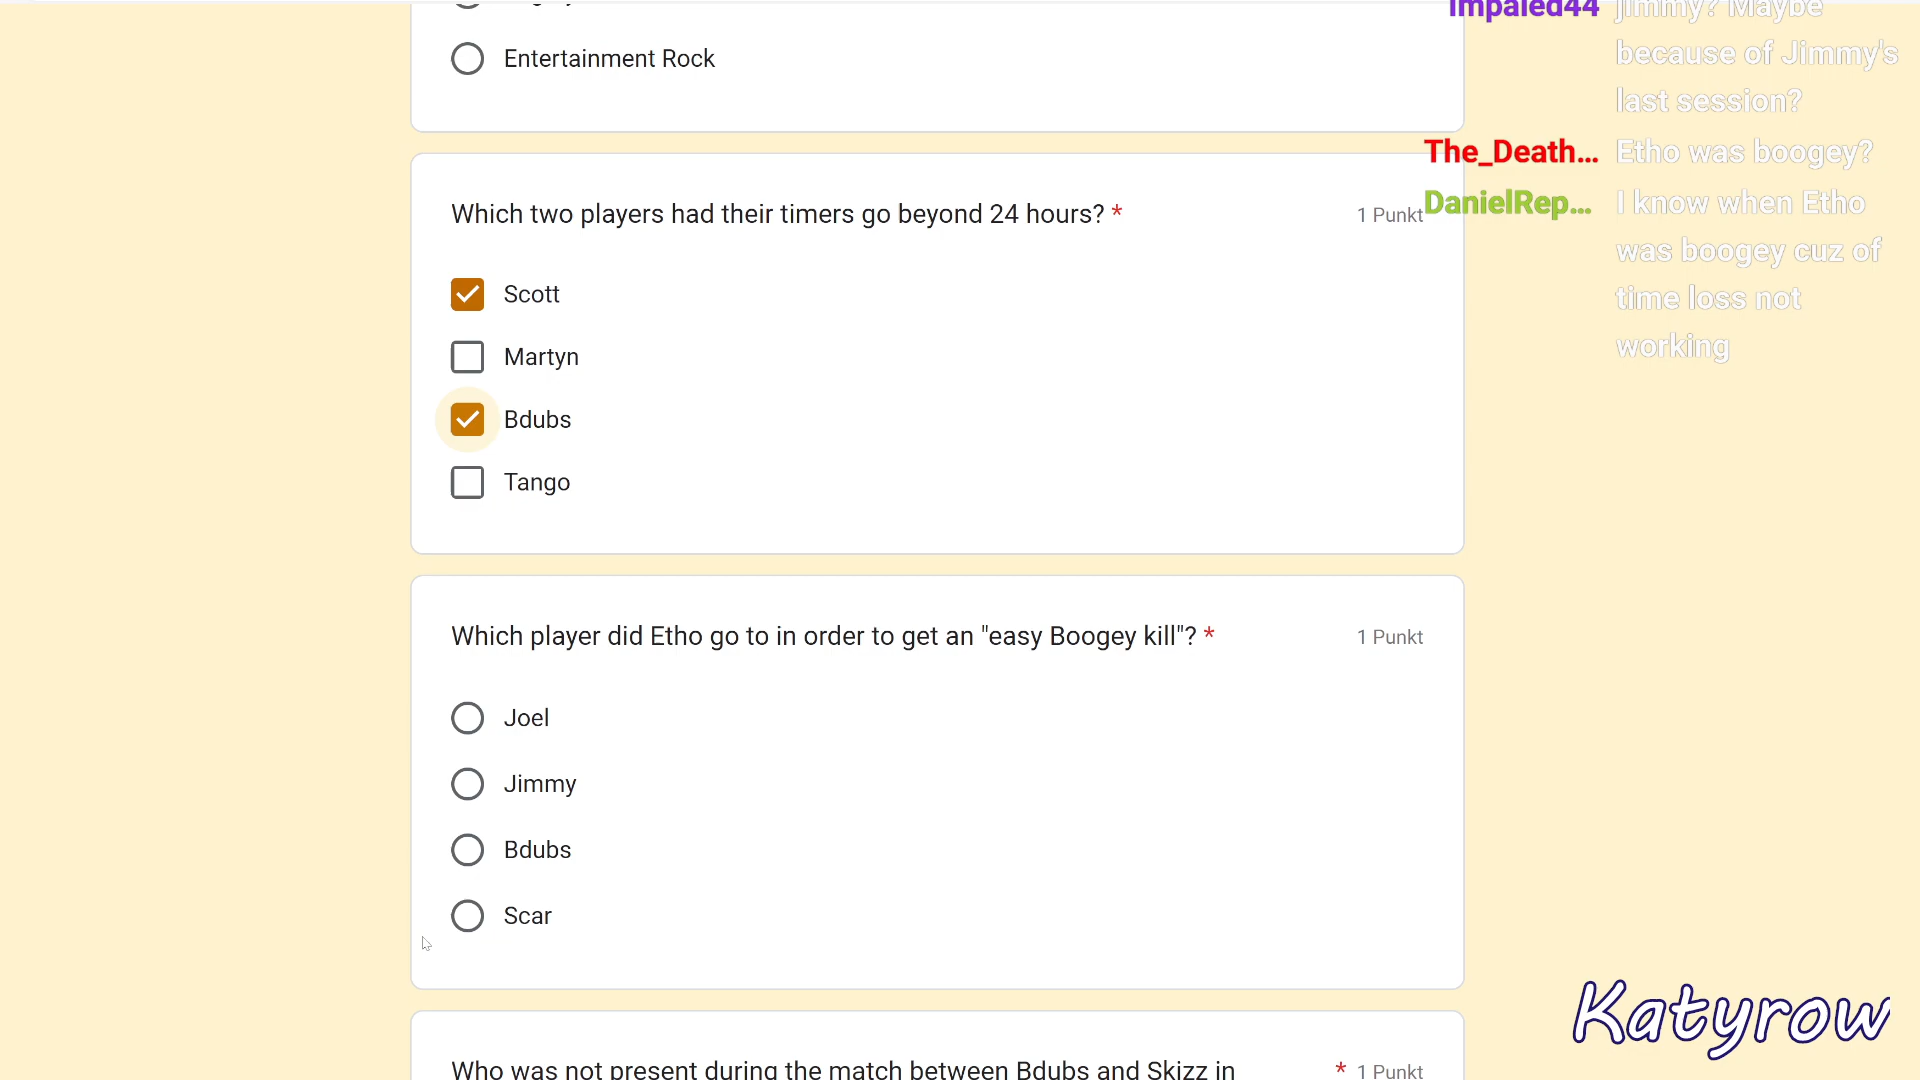 Entertainment Rock
Which two players had their timers go beyond 24 hours? *
1 Punkt
Scott
Martyn
Bdubs
Tango
Which player did Etho go to in order to get an "easy Boogey kill"? *
1 Punkt
Joel
Jimmy
Bdubs
Scar
Who was not present during the match between Bdubs and Skizz in
* 1 Punkt
Impaled44 jimmy? Maybe
because of Jimmy's
last session?
The_Death... Etho was boogey?
DanielRep... I know when Etho
was boogey cuz of
time loss not
working
Katyrow